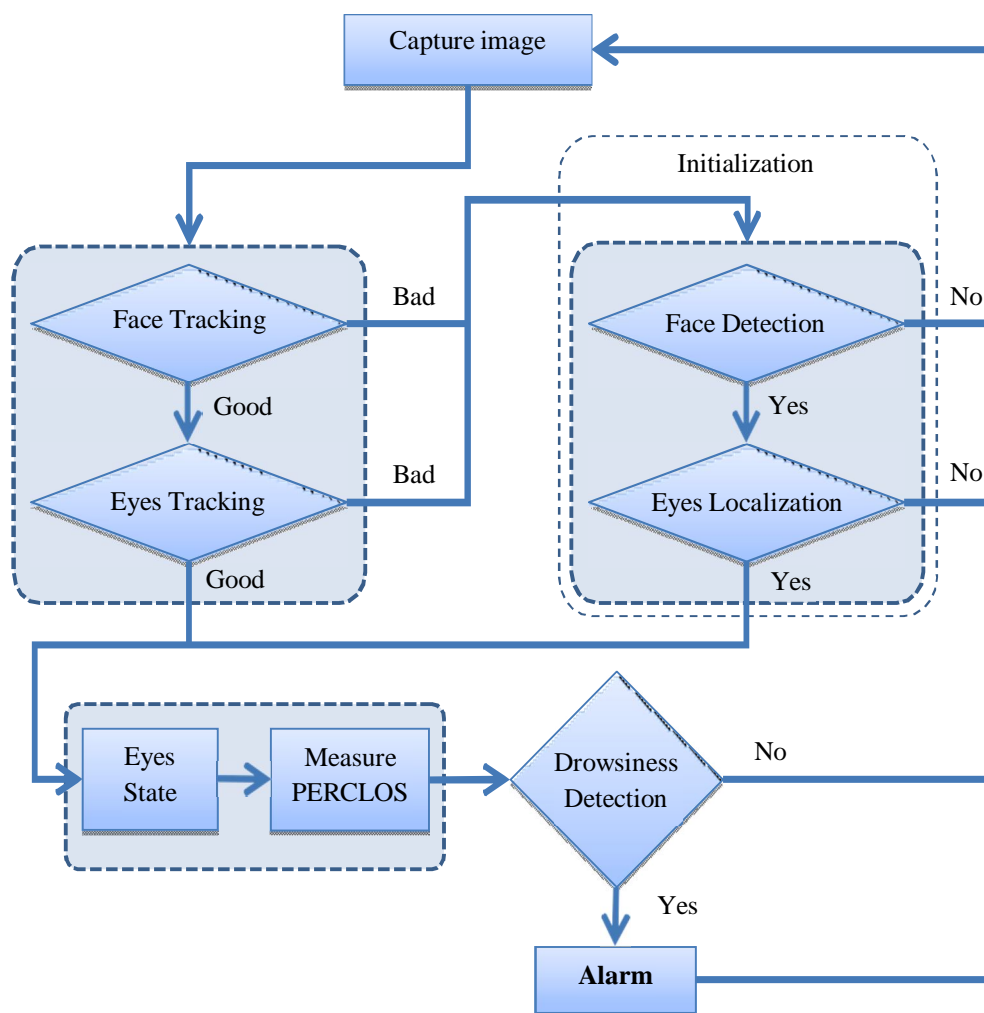 Capture image
Initialization
Face Tracking
Bad
Face Detection
No
Good
Yes
Eyes Tracking
Bad
Eyes Localization
No
Good
Yes
Eyes
State
Measure
PERCLOS
Drowsiness
Detection
No
Yes
Alarm